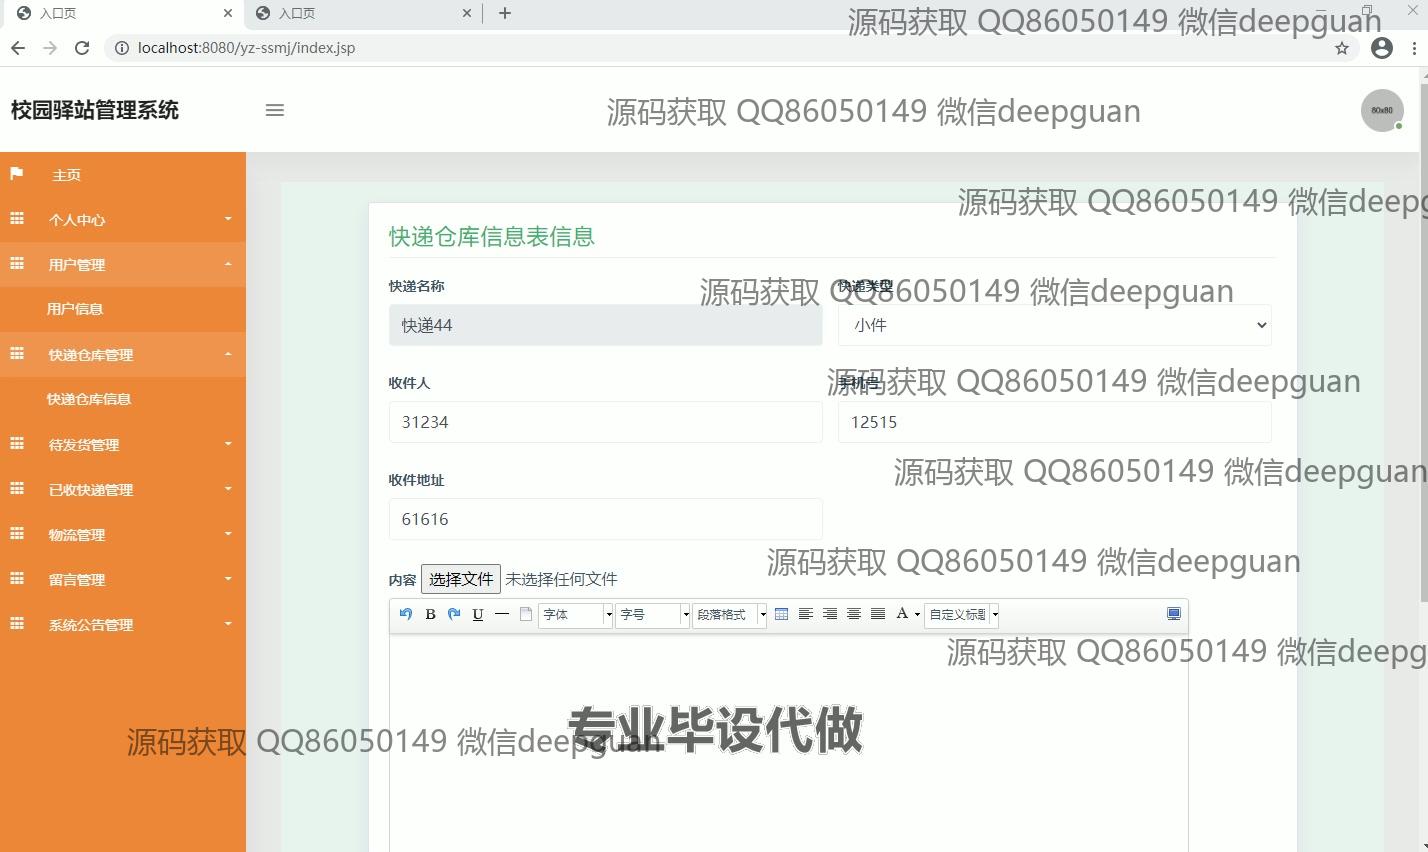 入口页
入口页
源码获取 QQ86050149 微信deepguan
localhost:8080/yz-ssmj/index.jsp
校园驿站管理系统
源码获取 QQ86050149 微信deepguan
80x80
主页
个人中心
用户管理
用户信息
快递仓库管理
快递仓库信息
待发货管理
已收快递管理
物流管理
留言管理
系统公告管理
源码获取 QQ86050149 微信deepg
快递仓库信息表信息
快递名称
快递类型
源码获取 QQ86050149 微信deepguan
快递44
小件
收件人
手机号
源码获取 QQ86050149 微信deepguan
31234
12515
收件地址
源码获取 QQ86050149 微信deepguan
61616
源码获取 QQ86050149 微信deepguan
内容 选择文件 未选择任何文件
B U 字体 字号 段落格式 A 自定义标题
源码获取 QQ86050149 微信deepg
专业毕设代做
源码获取 QQ86050149 微信deepguan